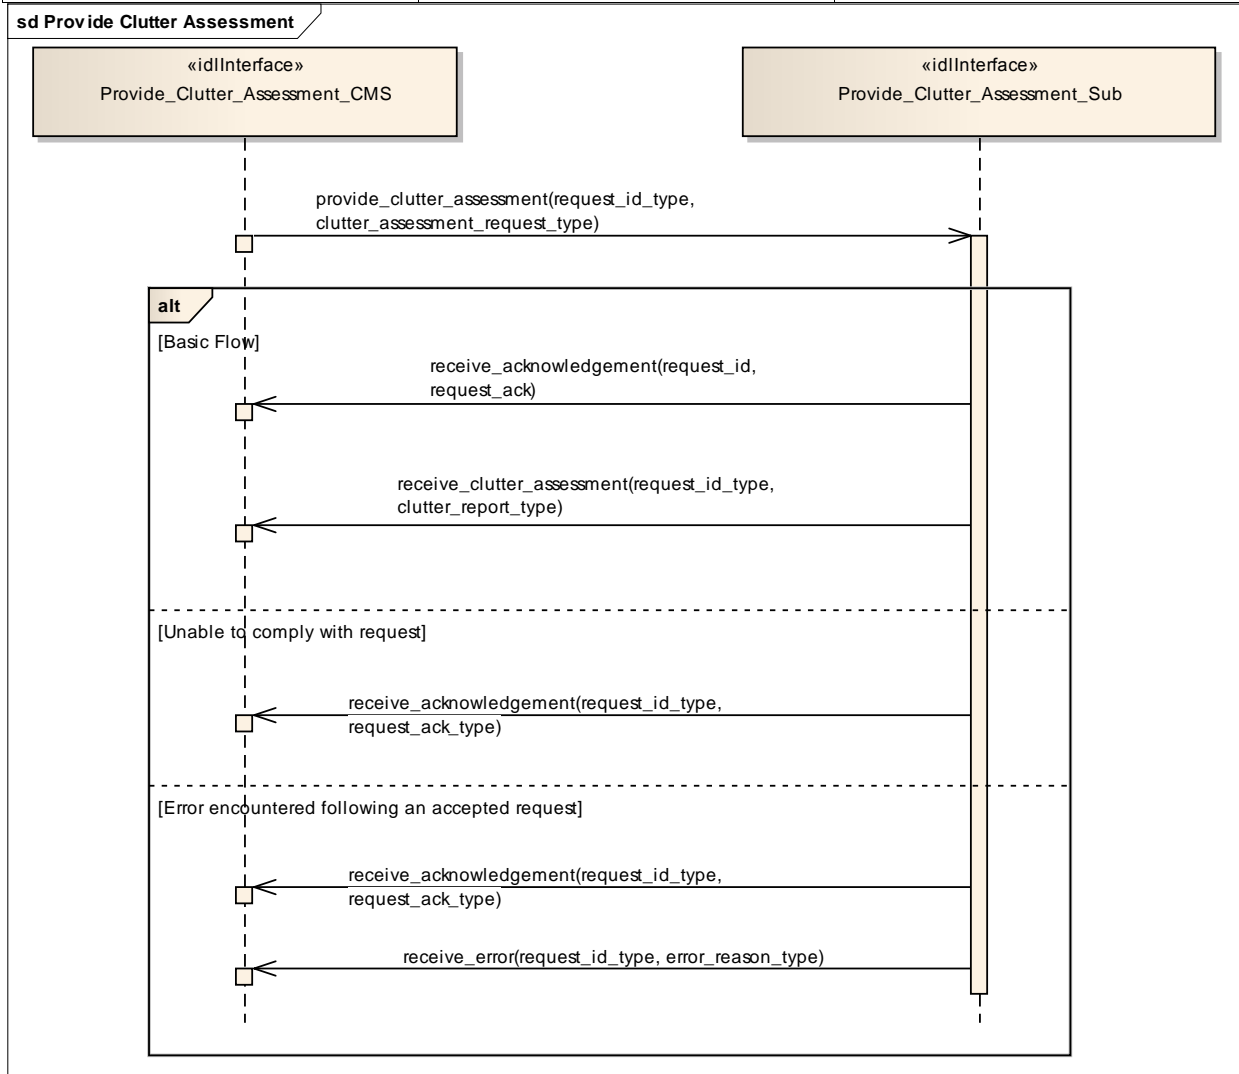 sd Provide Clutter Assessment
«idlInterface»
Provide_Clutter_Assessment_CMS
«idlInterface»
Provide_Clutter_Assessment_Sub
provide_clutter_assessment(request_id_type,
clutter_assessment_request_type)
alt
[Basic Flow]
receive_acknowledgement(request_id,
request_ack)
receive_clutter_assessment(request_id_type,
clutter_report_type)
[Unable to comply with request]
receive_acknowledgement(request_id_type,
request_ack_type)
[Error encountered following an accepted request]
receive_acknowledgement(request_id_type,
request_ack_type)
receive_error(request_id_type, error_reason_type)